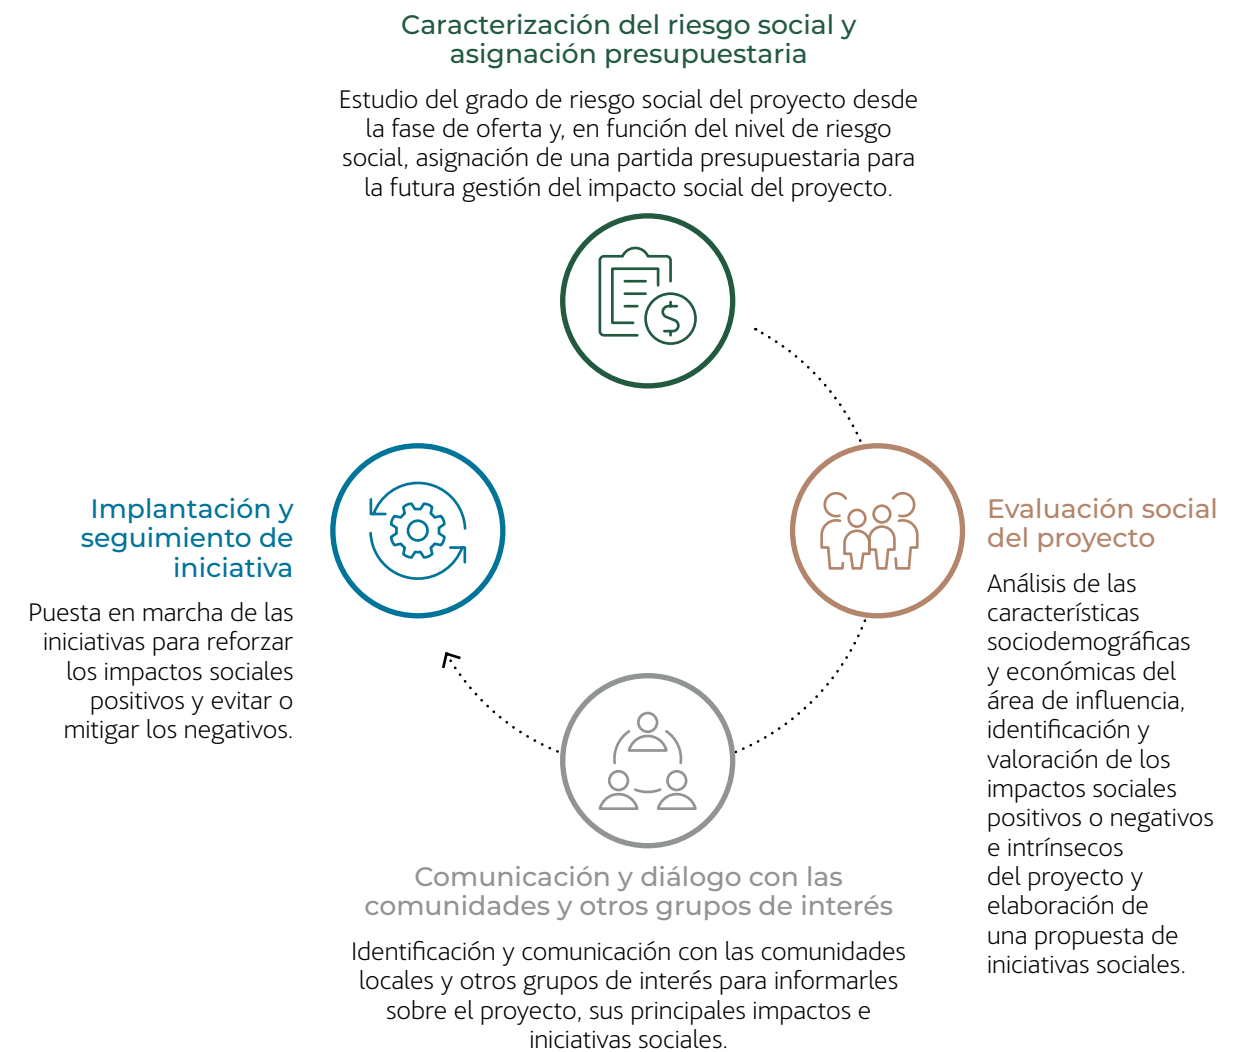 Caracterización del riesgo social y
asignación presupuestaria
Estudio del grado de riesgo social del proyecto desde
la fase de oferta y, en función del nivel de riesgo
social, asignación de una partida presupuestaria para
la futura gestión del impacto social del proyecto.
$
Evaluación social
del proyecto
Análisis de las
características
sociodemográficas
y económicas del
área de influencia,
identificación y
valoración de los
impactos sociales
positivos o negativos
e intrínsecos
del proyecto y
elaboración de
una propuesta de
iniciativas sociales.
Comunicación y diálogo con las
comunidades y otros grupos de interés
Identificación y comunicación con las comunidades
locales y otros grupos de interés para informarles
sobre el proyecto, sus principales impactos e
iniciativas sociales.
Implantación y
seguimiento de
iniciativa
Puesta en marcha de las
iniciativas para reforzar
los impactos sociales
positivos y evitar o
mitigar los negativos.